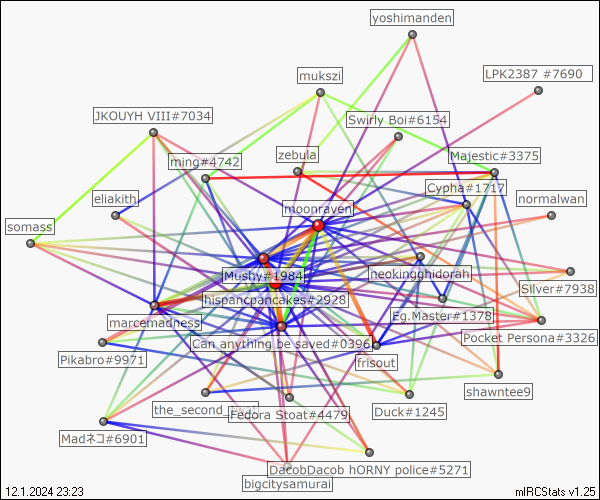 yoshimanden
LPK2387 #7690
mukszi
JKOUYH VIII#7034
Swirly Boi#6154
ming#4742
zebula
Majestic#3375
Cypha#1717
eliakith
normalwan
moonraven
somass
Mushy#1984
neokingghidorah
Silver#7938
hispancpancakes#2928
marcemadness
Eg.Master#1378
Pocket Persona#3326
Can anything be saved#0396
Pikabro#9971
frisout
shawntee9
the_second_
Fedora Stoat#4479
Duck#1245
Madネコ#6901
DacobDacob hORNY police#5271
bigcitysamurai
12.1.2024 23:23
mIRCStats v1.25